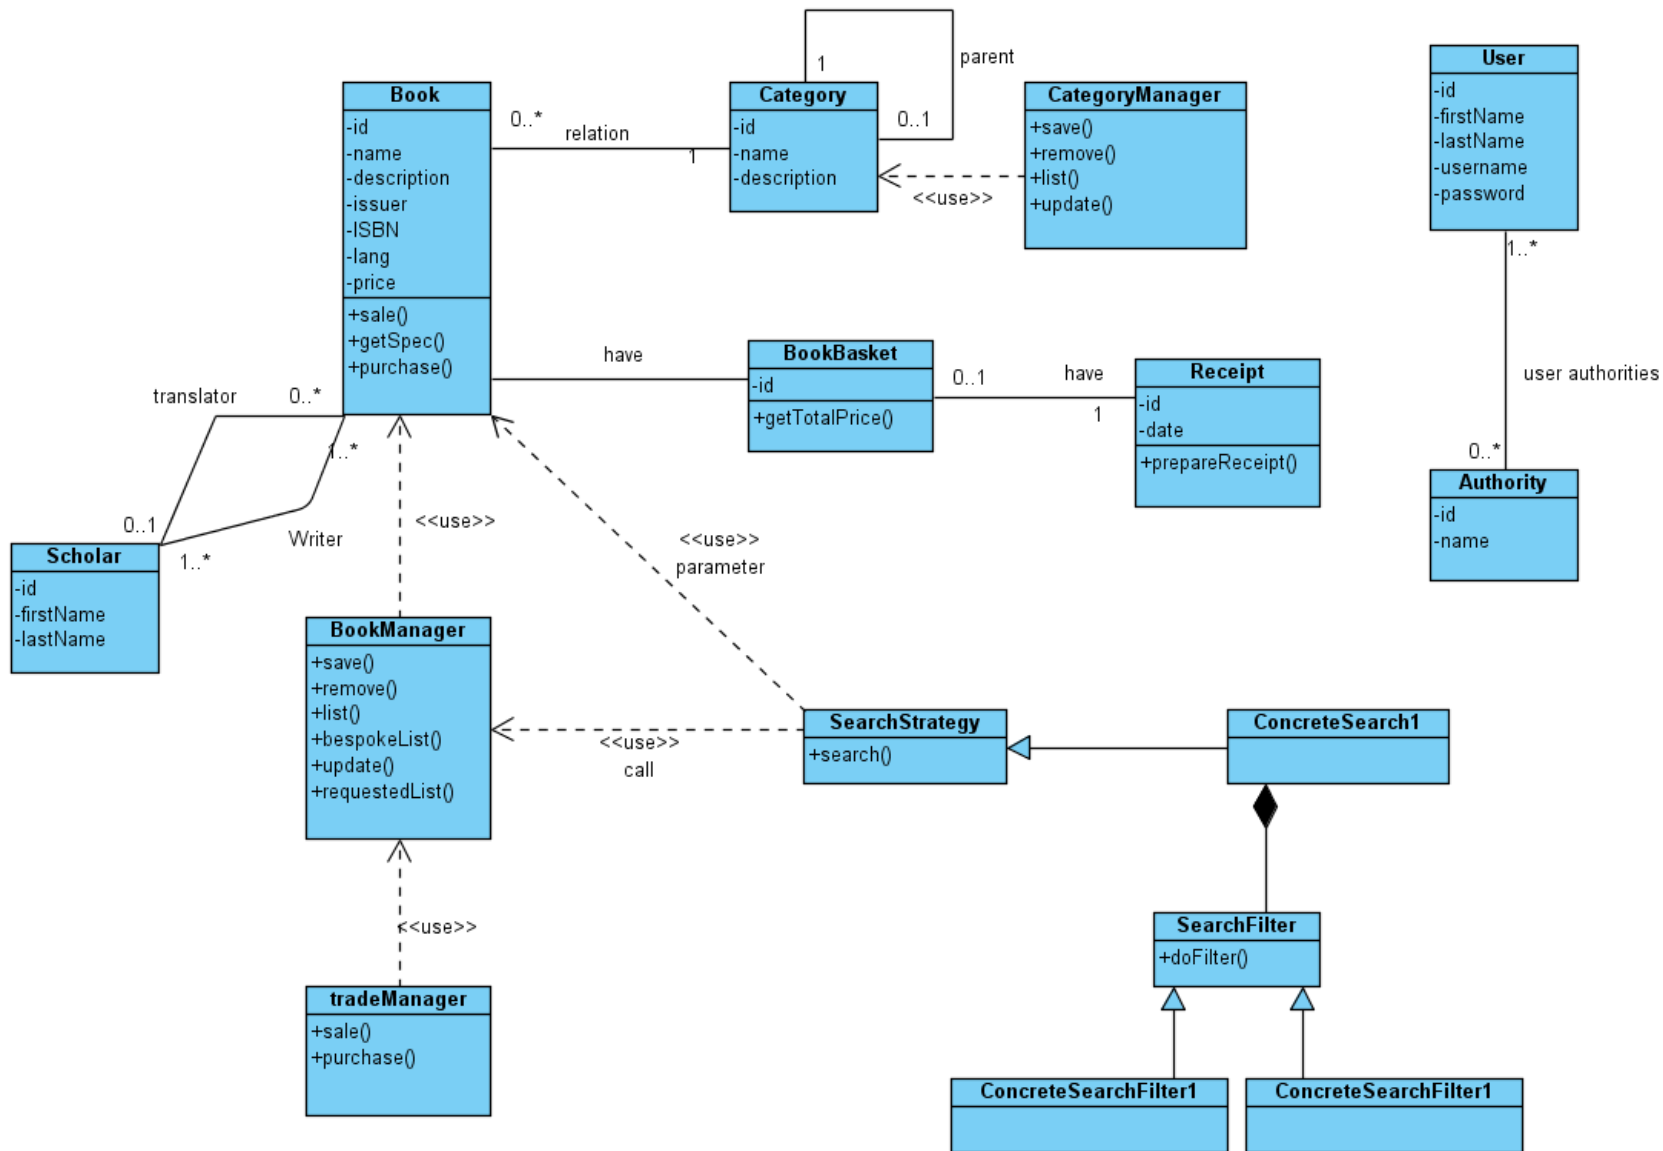 Book
-id
-name
-description
-issuer
-ISBN
-lang
-price
+sale()
+getSpec()
+purchase()
0..*
relation
1
Category
-id
-name
-description
1
parent
0..1
CategoryManager
+save()
+remove()
+list()
+update()
<<use>>
User
-id
-firstName
-lastName
-username
-password
1..*
user authorities
0..*
Authority
-id
-name
have
BookBasket
-id
+getTotalPrice()
0..1
have
1
Receipt
-id
-date
+prepareReceipt()
translator
0..*
1..*
0..1
Writer
1..*
Scholar
-id
-firstName
-lastName
<<use>>
<<use>>
parameter
BookManager
+save()
+remove()
+list()
+bespokeList()
+update()
+requestedList()
<<use>>
call
SearchStrategy
+search()
ConcreteSearch1
SearchFilter
+doFilter()
<<use>>
tradeManager
+sale()
+purchase()
ConcreteSearchFilter1
ConcreteSearchFilter1